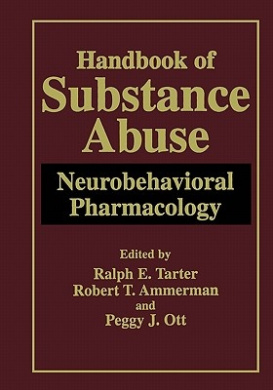 Handbook of
Substance
Abuse
Neurobehavioral
Pharmacology
Edited by
Ralph E. Tarter
Robert T. Ammerman
and
Peggy J. Ott